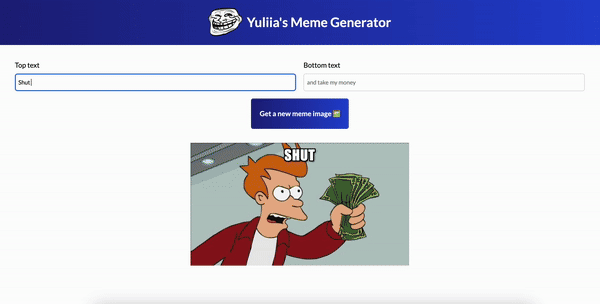 Yuliia's Meme Generator
Top text
Bottom text
Shut
and take my money
Get a new meme image
SHUT